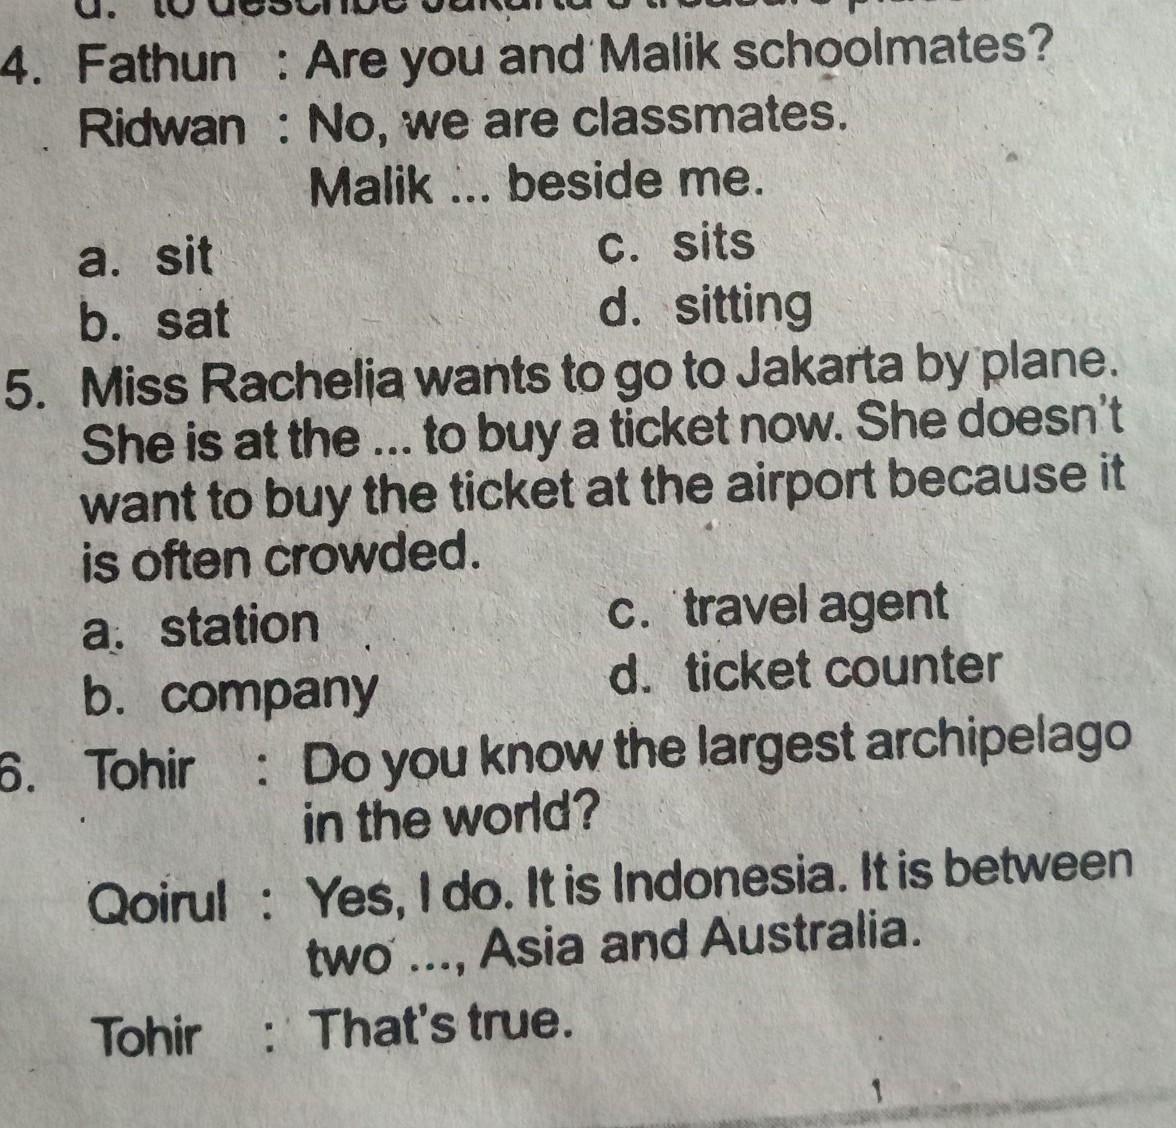 4. Fathun : Are you and Malik schoolmates?
Ridwan : No, we are classmates.
Malik ... beside me.
a. sit c. sits
b. sat d. sitting
5. Miss Rachelia wants to go to Jakarta by plane.
She is at the ... to buy a ticket now. She doesn't
want to buy the ticket at the airport because it
is often crowded.
a. station c. travel agent
b. company d. ticket counter
6. Tohir : Do you know the largest archipelago
in the world?
Qoirul : Yes, I do. It is Indonesia. It is between
two ..., Asia and Australia.
Tohir : That's true.
1